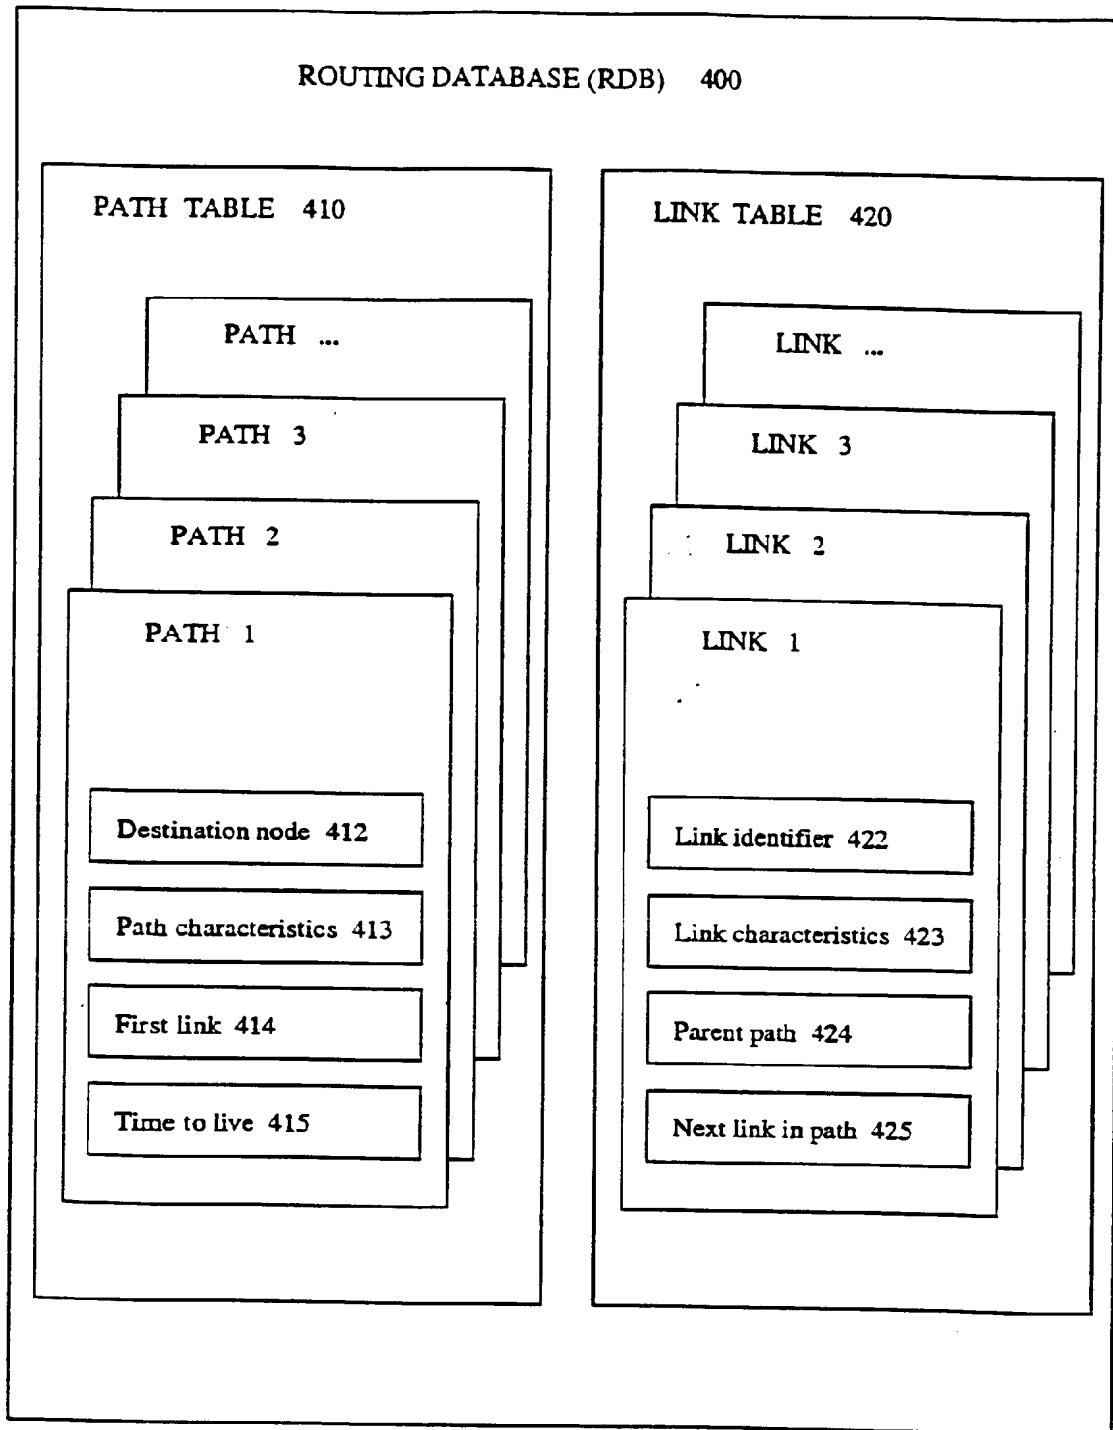 ROUTING DATABASE (RDB) 400
PATH TABLE 410
PATH ...
PATH 3
PATH 2
PATH 1
Destination node 412
Path characteristics 413
First link 414
Time to live 415
LINK TABLE 420
LINK ...
LINK 3
LINK 2
LINK 1
Link identifier 422
Link characteristics 423
Parent path 424
Next link in path 425